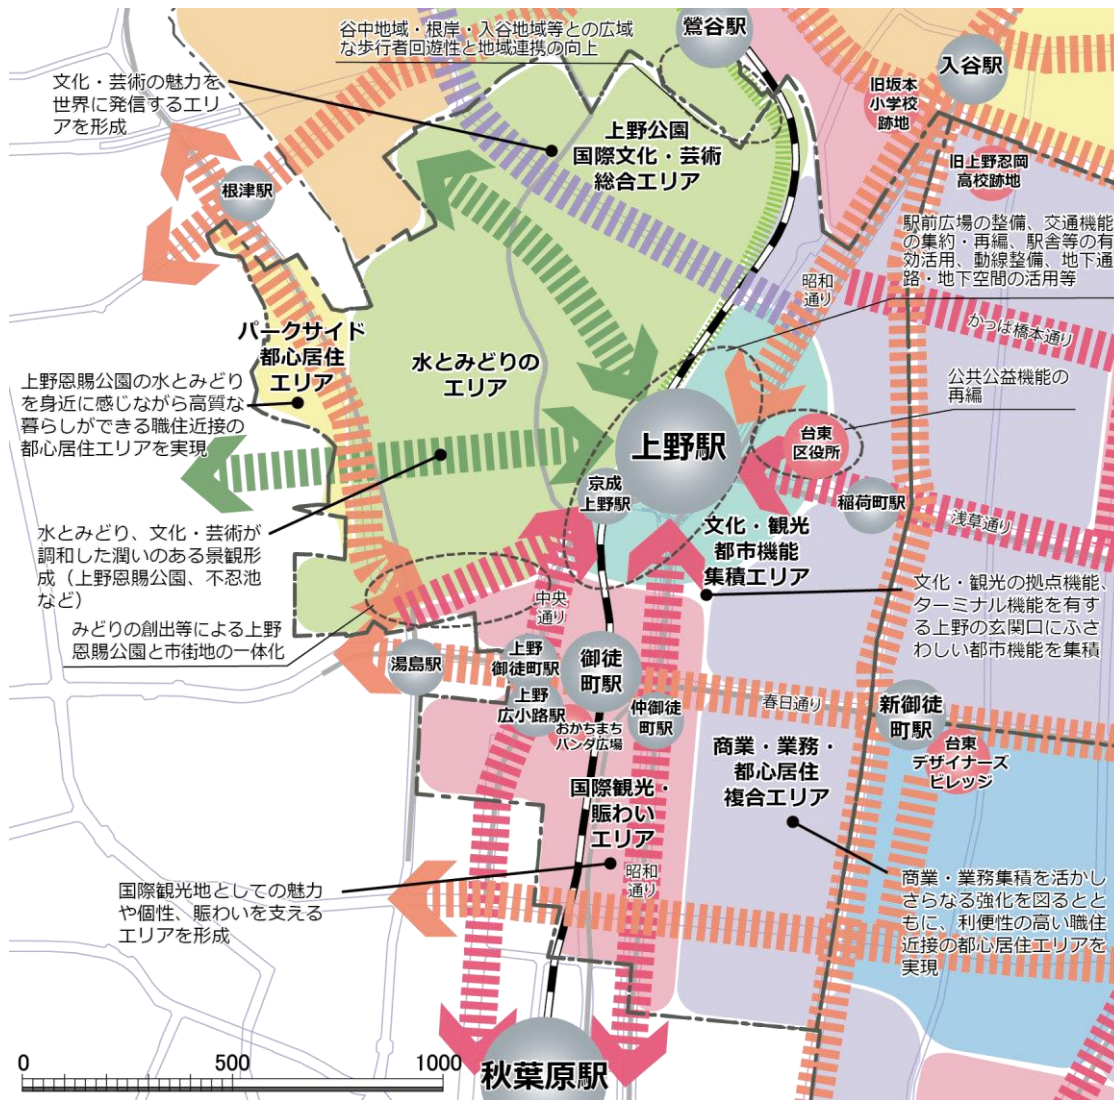 谷中地域・根岸・入谷地域等との広域
な歩行者回遊性と地域連携の向上
鶯谷駅
入谷駅
文化・芸術の魅力を
世界に発信するエリ
アを形成
旧坂本
小学校
跡地
上野公園
国際文化・芸術
総合エリア
旧上野忍岡
高校跡地
根津駅
駅前広場の整備、交通機能
の集約・再編、駅舎等の有
効活用、動線整備、地下通
路・地下空間の活用等
昭和
通り
かっぱ橋本通り
パークサイド
都心居住
エリア
水とみどりの
エリア
上野恩賜公園の水とみどり
を身近に感じながら高質な
暮らしができる職住近接の
都心居住エリアを実現
公共公益機能の
再編
上野駅
台東
区役所
京成
上野駅
稲荷町駅
浅草通り
水とみどり、文化・芸術が
調和した潤いのある景観形
成（上野恩賜公園、不忍池
など）
文化・観光
都市機能
集積エリア
文化・観光の拠点機能、
ターミナル機能を有す
る上野の玄関口にふさ
わしい都市機能を集積
中央
通り
みどりの創出等による上野
恩賜公園と市街地の一体化
湯島駅
上野
御徒町駅
御徒
町駅
上野
広小路駅
仲御徒
町駅
春日通り
新御徒
町駅
おかちまち
パンダ広場
台東
デザイナーズ
ビレッジ
商業・業務・
都心居住
複合エリア
国際観光・
賑わい
エリア
昭和
通り
国際観光地としての魅力
や個性、賑わいを支える
エリアを形成
商業・業務集積を活かし
さらなる強化を図るとと
もに、利便性の高い職住
近接の都心居住エリアを
実現
0 500 1000
秋葉原駅